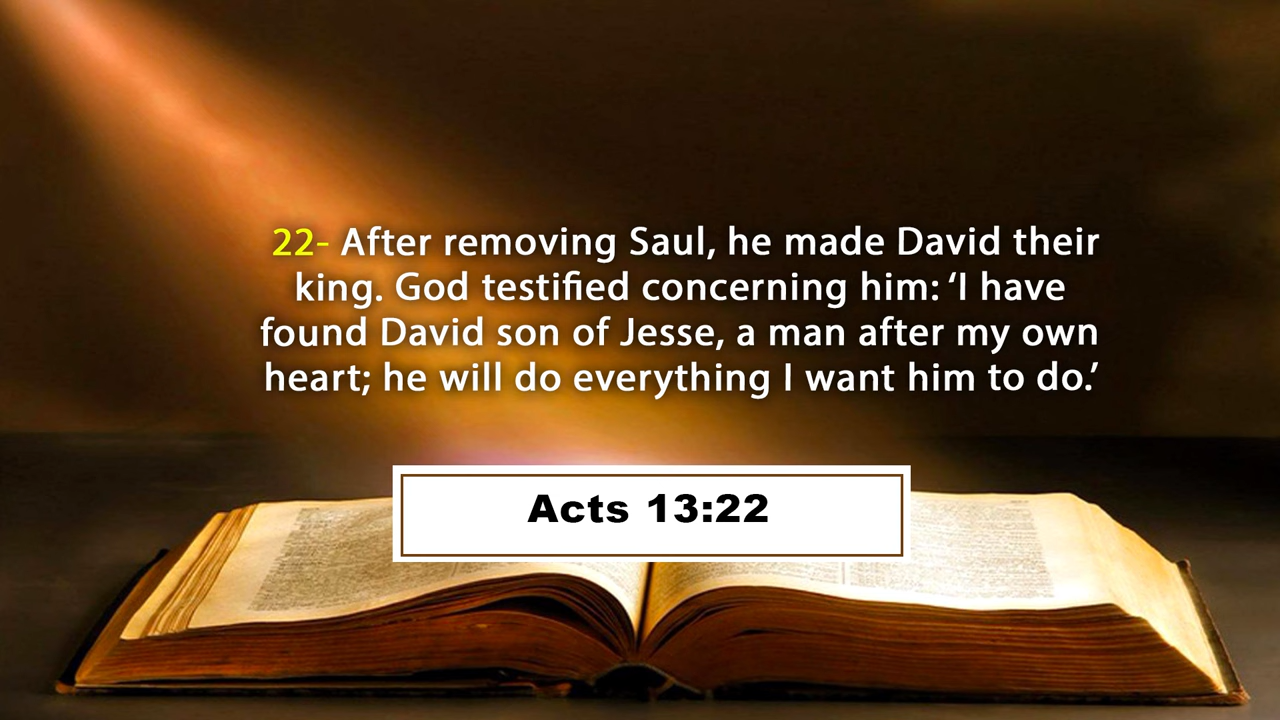 22- After removing Saul, he made David their
king. God testified concerning him: ‘I have
found David son of Jesse, a man after my own
heart; he will do everything I want him to do.’
Acts 13:22